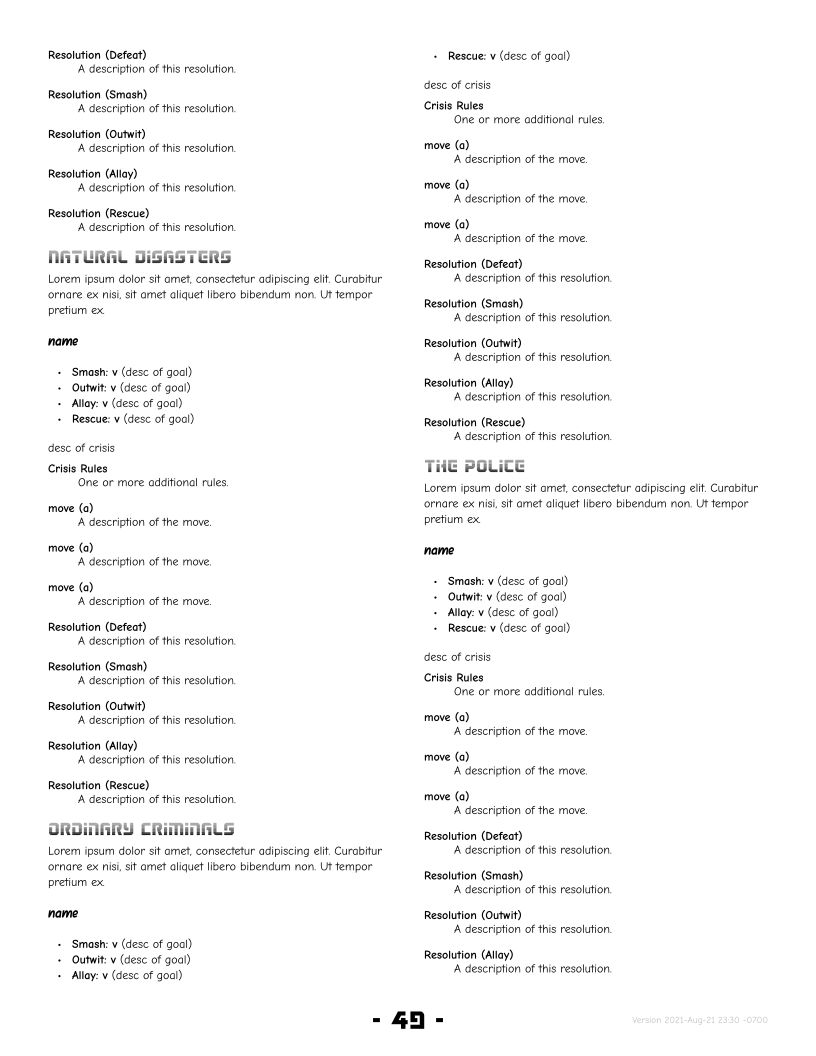 Resolution (Defeat)
A description of this resolution.
Resolution (Smash)
A description of this resolution.
Resolution (Outwit)
A description of this resolution.
Resolution (Allay)
A description of this resolution.
Resolution (Rescue)
A description of this resolution.
Natural Disasters
Lorem ipsum dolor sit amet, consectetur adipiscing elit. Curabitur
ornare ex nisi, sit amet aliquet libero bibendum non. Ut tempor
pretium ex.
name
• Smash: v (desc of goal)
• Outwit: v (desc of goal)
• Allay: v (desc of goal)
• Rescue: v (desc of goal)
desc of crisis
Crisis Rules
One or more additional rules.
move (a)
A description of the move.
move (a)
A description of the move.
move (a)
A description of the move.
Resolution (Defeat)
A description of this resolution.
Resolution (Smash)
A description of this resolution.
Resolution (Outwit)
A description of this resolution.
Resolution (Allay)
A description of this resolution.
Resolution (Rescue)
A description of this resolution.
Ordinary Criminals
Lorem ipsum dolor sit amet, consectetur adipiscing elit. Curabitur
ornare ex nisi, sit amet aliquet libero bibendum non. Ut tempor
pretium ex.
name
• Smash: v (desc of goal)
• Outwit: v (desc of goal)
• Allay: v (desc of goal)
• Rescue: v (desc of goal)
desc of crisis
Crisis Rules
One or more additional rules.
move (a)
A description of the move.
move (a)
A description of the move.
move (a)
A description of the move.
Resolution (Defeat)
A description of this resolution.
Resolution (Smash)
A description of this resolution.
Resolution (Outwit)
A description of this resolution.
Resolution (Allay)
A description of this resolution.
Resolution (Rescue)
A description of this resolution.
The Police
Lorem ipsum dolor sit amet, consectetur adipiscing elit. Curabitur
ornare ex nisi, sit amet aliquet libero bibendum non. Ut tempor
pretium ex.
name
• Smash: v (desc of goal)
• Outwit: v (desc of goal)
• Allay: v (desc of goal)
• Rescue: v (desc of goal)
desc of crisis
Crisis Rules
One or more additional rules.
move (a)
A description of the move.
move (a)
A description of the move.
move (a)
A description of the move.
Resolution (Defeat)
A description of this resolution.
Resolution (Smash)
A description of this resolution.
Resolution (Outwit)
A description of this resolution.
Resolution (Allay)
A description of this resolution.
- 49 -
Version 2021-Aug-21 23:30 -0700